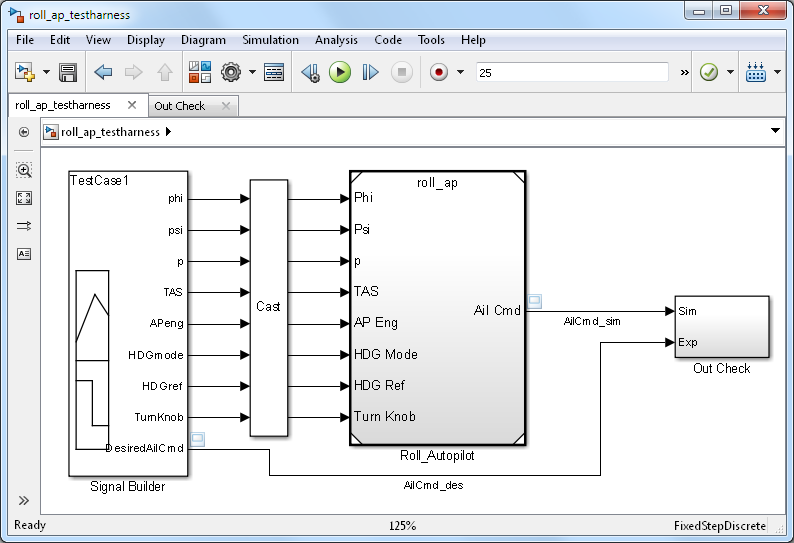 roll_ap_testharness
File Edit View Display Diagram Simulation Analysis Code Tools Help
25
roll_ap_testharness
Out Check
roll_ap_testharness
TestCase1
phi
psi
p
TAS
APeng
HDGmode
HDGref
TurnKnob
DesiredAilCmd
Signal Builder
Cast
roll_ap
Phi
Psi
p
TAS
AP Eng
HDG Mode
HDG Ref
Turn Knob
Ail Cmd
Roll_Autopilot
AilCmd_sim
AilCmd_des
Sim
Exp
Out Check
Ready 125% FixedStepDiscrete